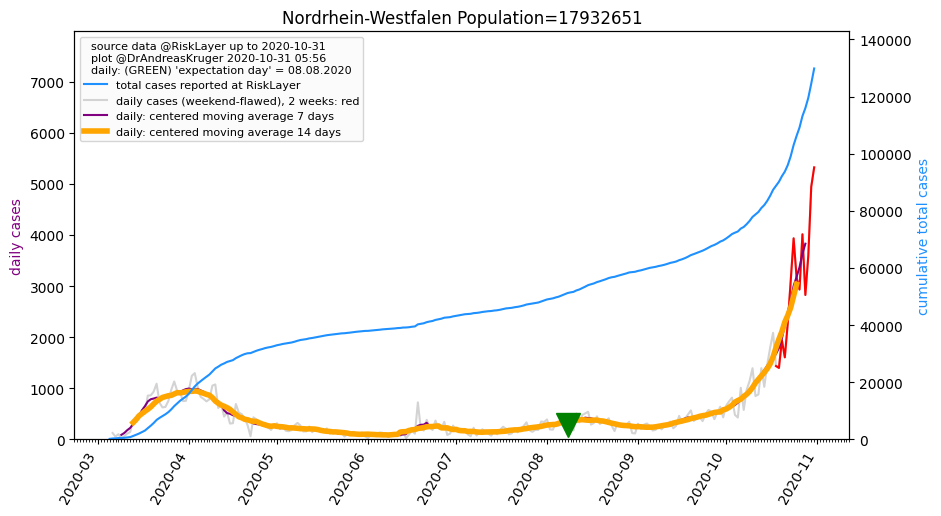 Nordrhein-Westfalen Population=17932651
source data @RiskLayer up to 2020-10-31
plot @DrAndreasKruger 2020-10-31 05:56
daily: (GREEN) 'expectation day' = 08.08.2020
total cases reported at RiskLayer
daily cases (weekend-flawed), 2 weeks: red
daily: centered moving average 7 days
daily: centered moving average 14 days
daily cases
7000
6000
5000
4000
3000
2000
1000
0
140000
120000
100000
80000
60000
40000
20000
0
cumulative total cases
2020-03
2020-04
2020-05
2020-06
2020-07
2020-08
2020-09
2020-10
2020-11